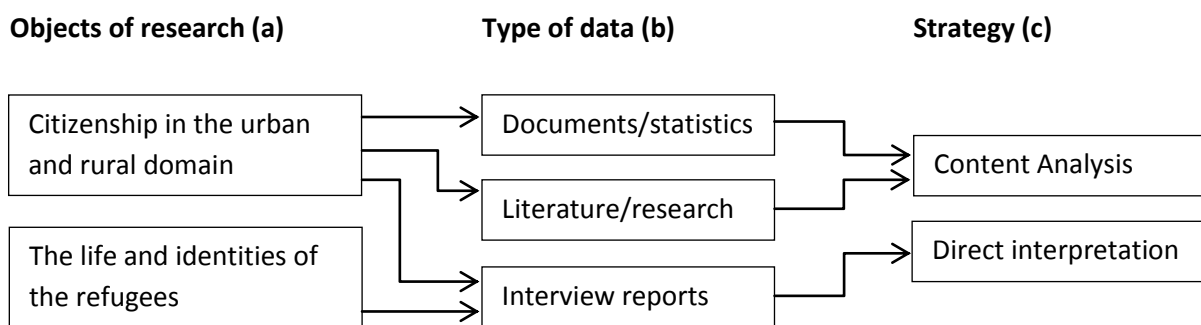 Objects of research (a)
Type of data (b)
Strategy (c)
Citizenship in the urban
and rural domain
Documents/statistics
Content Analysis
Literature/research
The life and identities of
the refugees
Direct interpretation
Interview reports